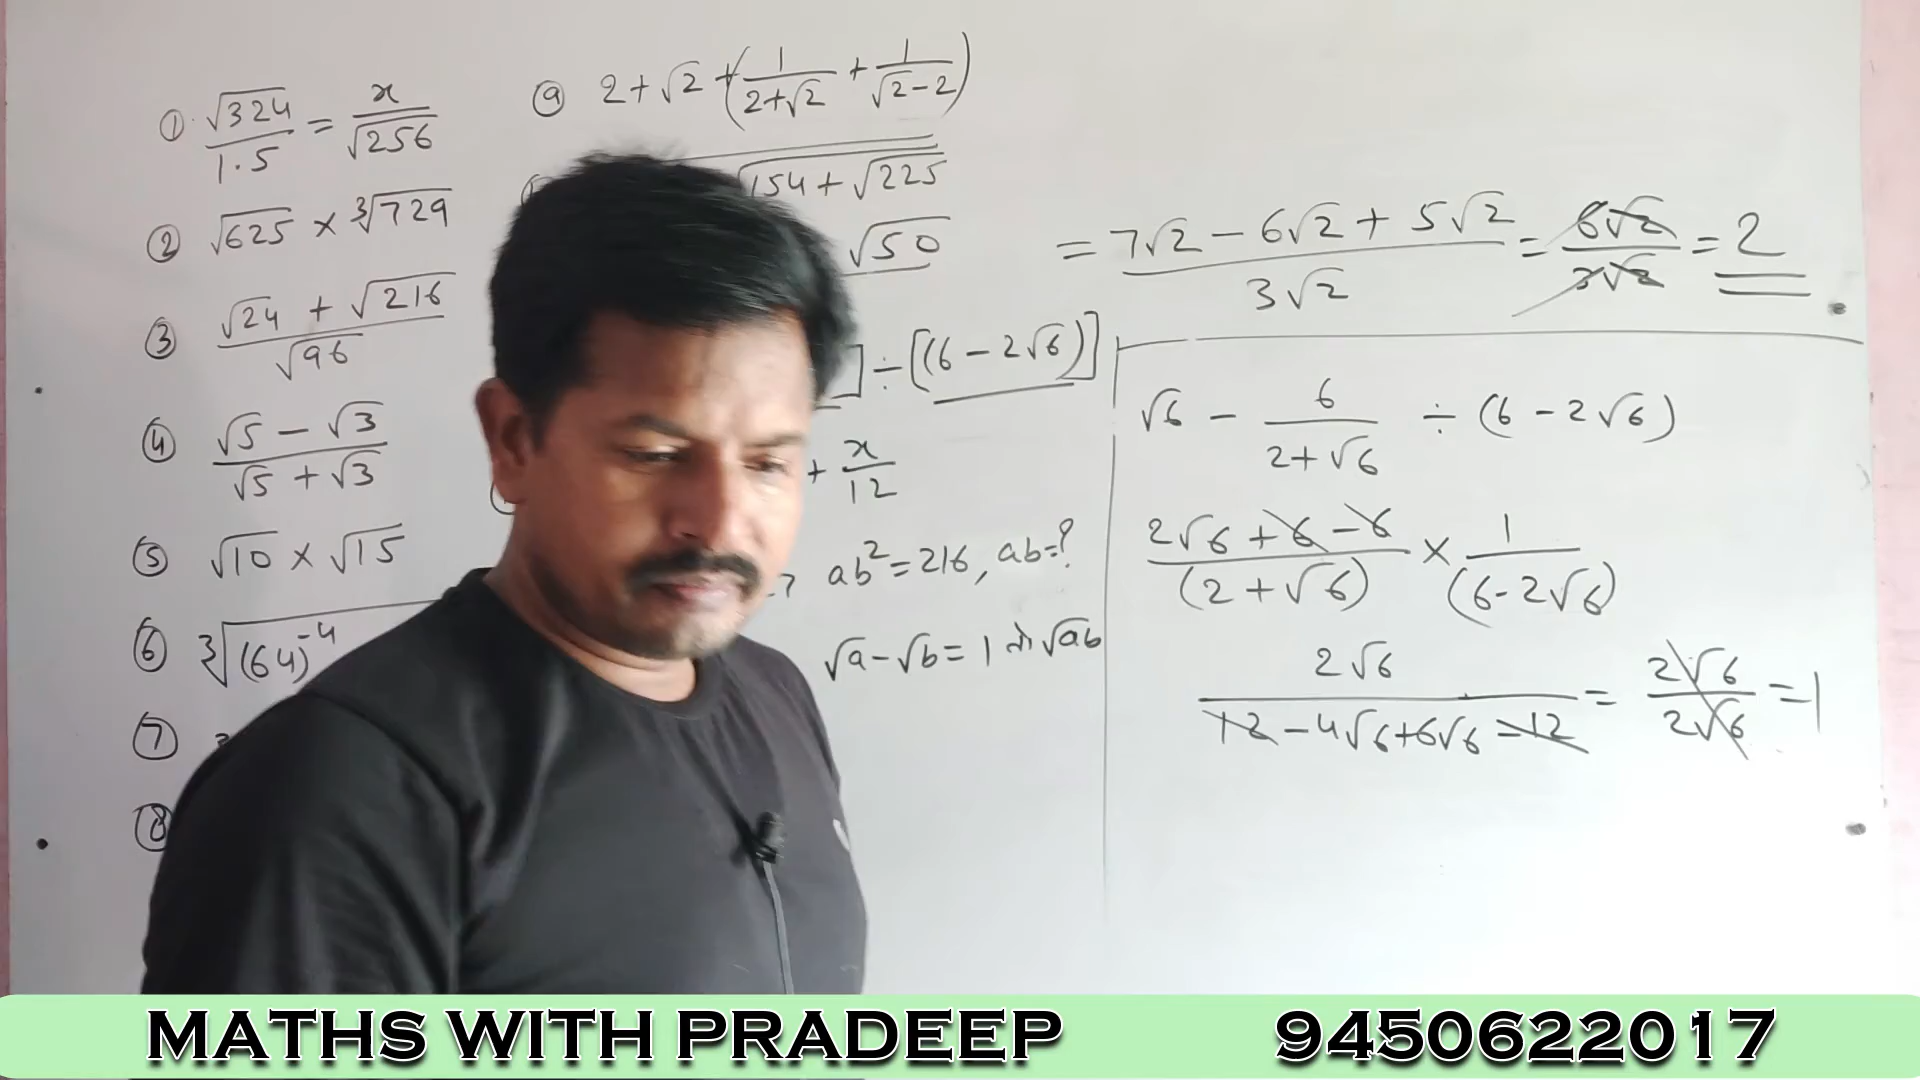 ① √324/1.5 = x/√256
② √625 × ∛729
③ (√24 + √216)/√96
④ (√5 − √3)/(√5 + √3)
⑤ √10 × √15
⑥ ∛(64)⁻⁴
⑦
⑧
⑨ 2+√2+(1/(2+√2) + 1/(√2−2))
√154+√225
√50
] ÷ [(6 − 2√6)]
+ x/12
ab² = 216, ab=?
√a − √b = 1 √ab
= (7√2 − 6√2 + 5√2)/(3√2) = 6√2/3√2 = 2
√6 − 6/(2+√6) ÷ (6 − 2√6)
(2√6 + 6 − 6)/(2+√6) × 1/(6-2√6)
2√6/(12 − 4√6 + 6√6 − 12) = 2√6/2√6 = 1
MATHS WITH PRADEEP 9450622017